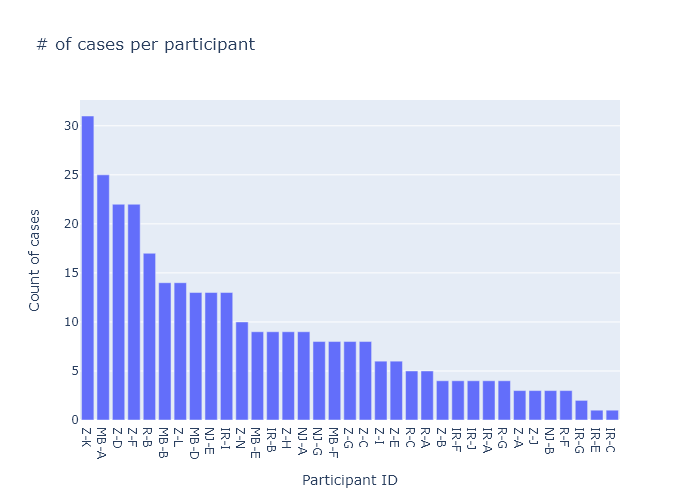 # of cases per participant
Count of cases
30
25
20
15
10
5
0
Z-K
MB-A
Z-D
Z-F
R-B
MB-B
Z-L
MB-D
NJ-E
IR-I
Z-N
MB-E
IR-B
Z-H
NJ-A
NJ-G
MB-F
Z-G
Z-C
Z-I
Z-E
R-C
R-A
Z-B
IR-F
IR-J
IR-A
R-G
Z-A
Z-J
NJ-B
R-F
IR-G
IR-E
IR-C
Participant ID